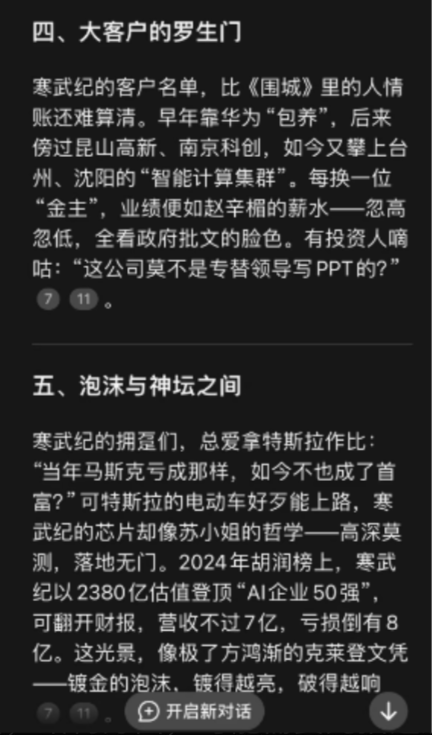 四、大客户的罗生门
寒武纪的客户名单，比《围城》里的人情
账还难算清。早年靠华为“包养”，后来
傍过昆山高新、南京科创，如今又攀上台
州、沈阳的“智能计算集群”。每换一位
“金主”，业绩便如赵辛楣的薪水——忽高
忽低，全看政府批文的脸色。有投资人嘀
咕：“这公司莫不是专替领导写PPT的？”
7 11 。
五、泡沫与神坛之间
寒武纪的拥趸们，总爱拿特斯拉作比：
“当年马斯克亏成那样，如今不也成了首
富？”可特斯拉的电动车好歹能上路，寒
武纪的芯片却像苏小姐的哲学——高深莫
测，落地无门。2024年胡润榜上，寒武
纪以2380亿估值登顶“AI企业50强”，
可翻开财报，营收不过7亿，亏损倒有8
亿。这光景，像极了方鸿渐的克莱登文凭
——镀金的泡沫，镀得越亮，破得越响
7 11 。
开启新对话